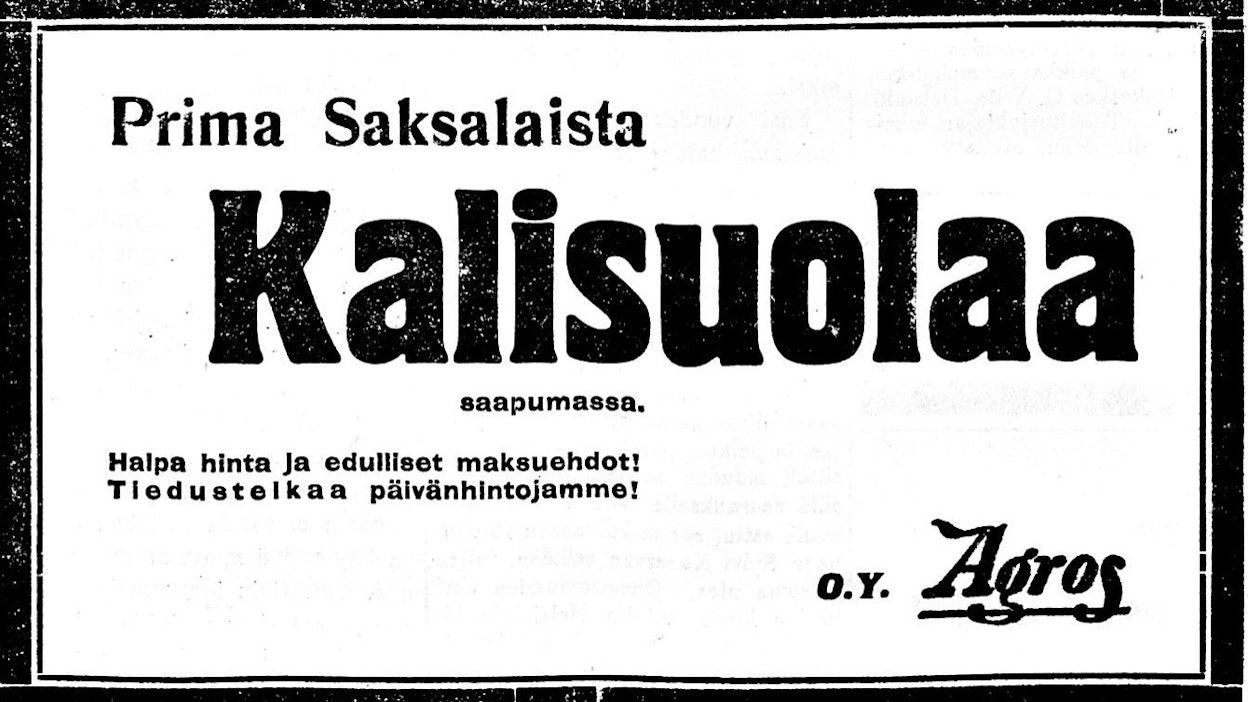 Prima Saksalaista
Kalisuolaa
saapumassa.
Halpa hinta ja edulliset maksuehdot!
Tiedustelkaa päivänhintojamme!
O.Y. Agros